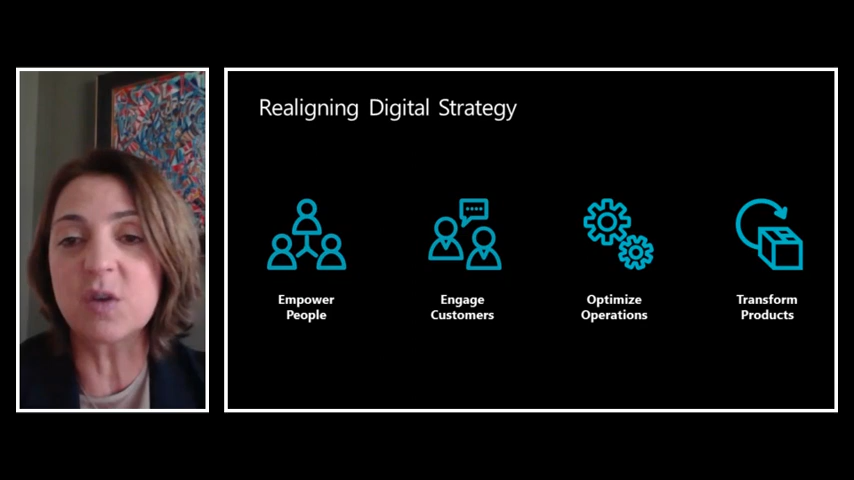 Realigning Digital Strategy
Empower
People
Engage
Customers
Optimize
Operations
Transform
Products